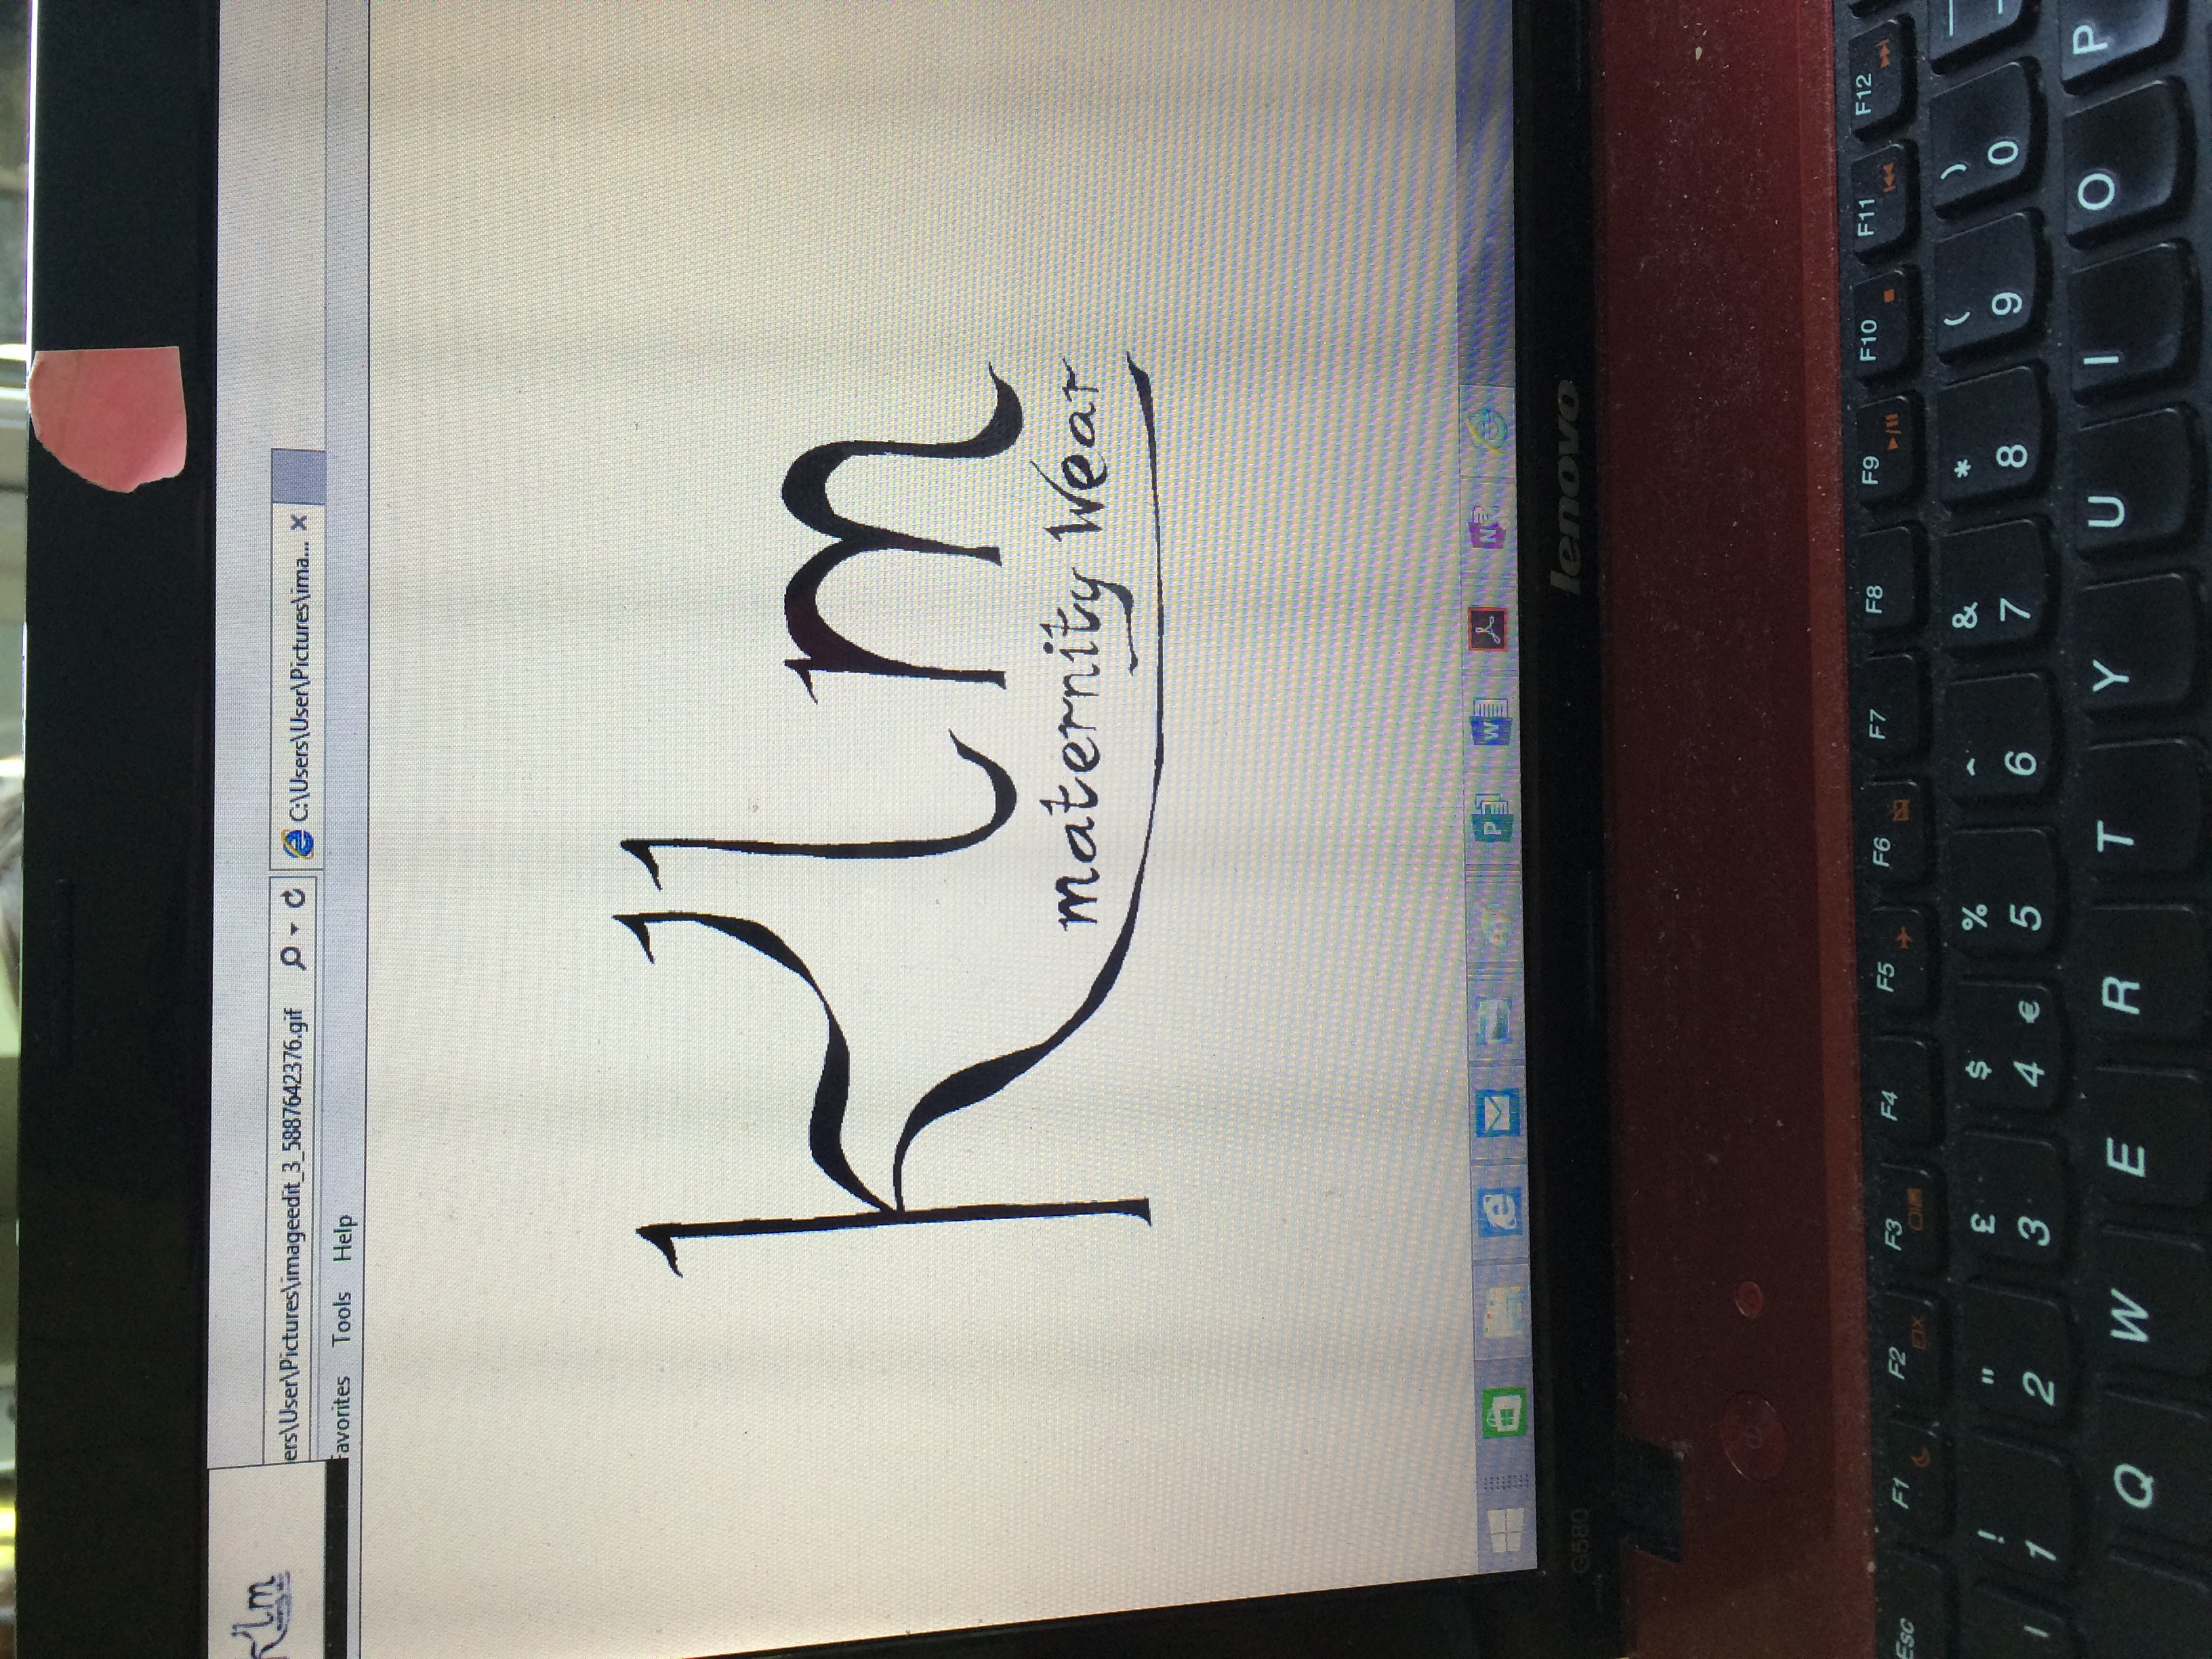 Klm
ers\User\Pictures\imageedit_3_5887642376.gif
C:\Users\User\Pictures\ima...
Favorites Tools Help
Klm
maternity Wear
G580
lenovo
Esc F1 F2 F3 F4 F5 F6 F7 F8 F9 F10 F11 F12
! " £ $ % ^ & * ( )
1 2 3 4 € 5 6 7 8 9 0
Q W E R T Y U I O P